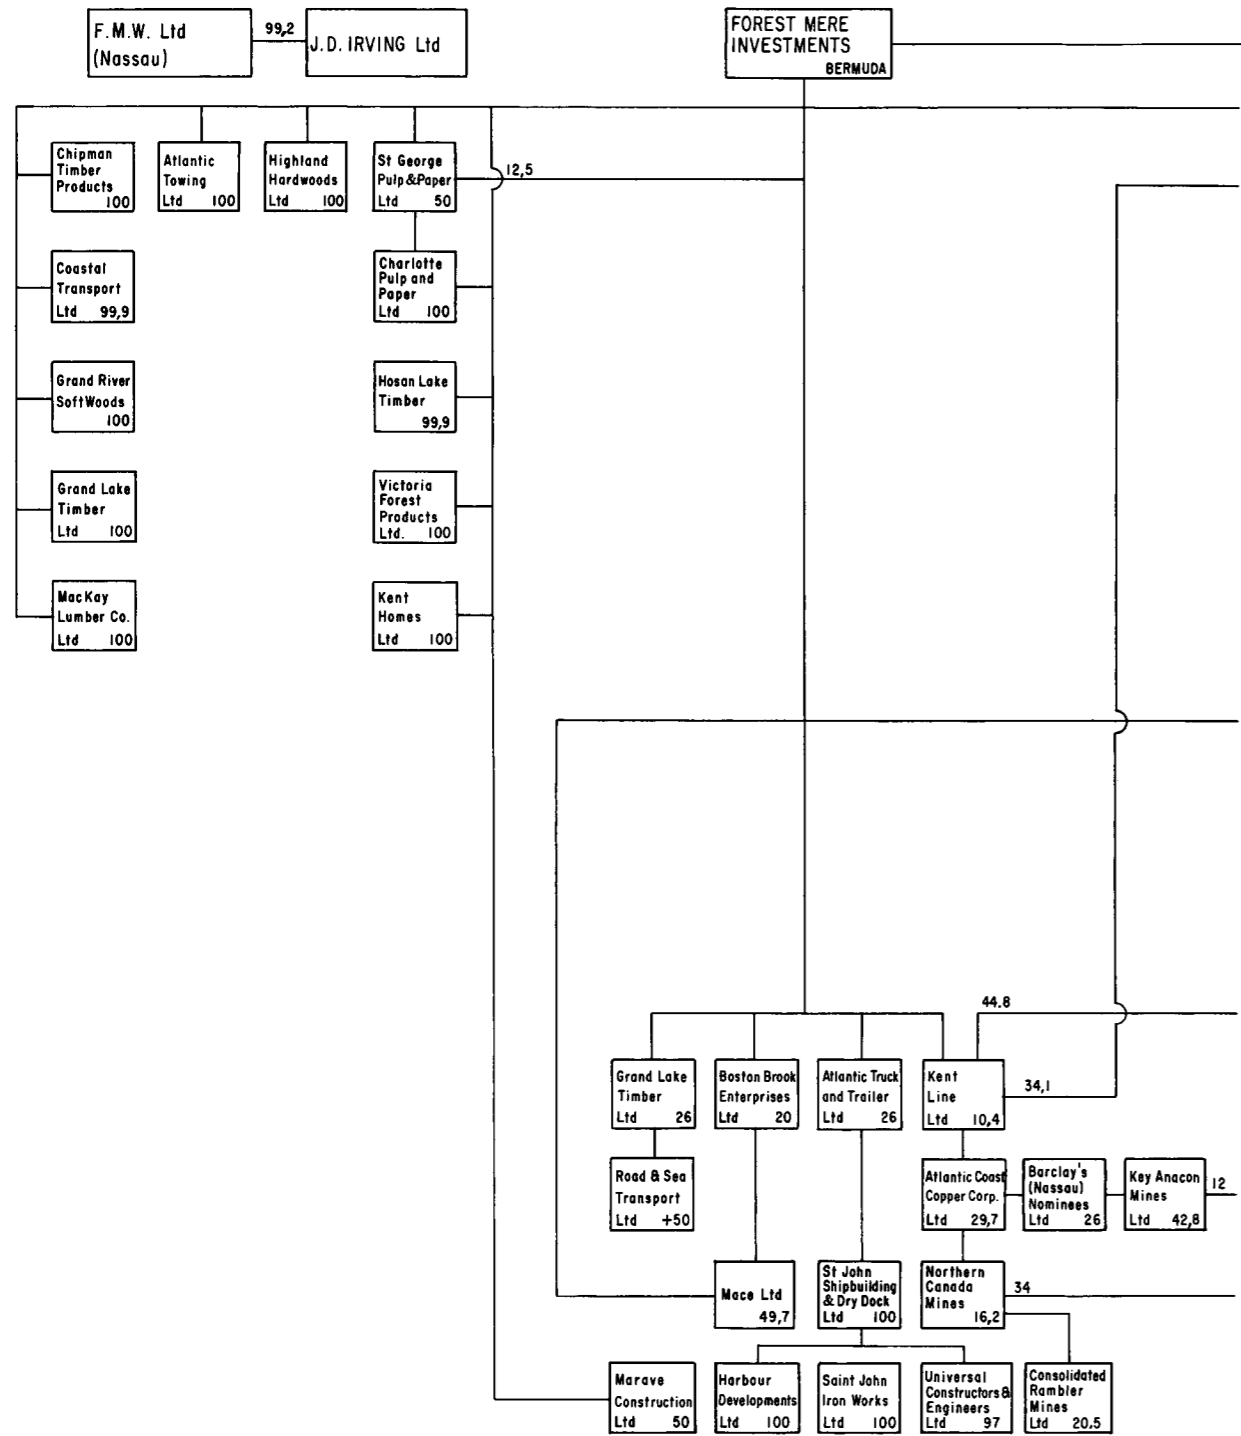 F.M.W. Ltd
(Nassau)
99,2
J.D. IRVING Ltd
FOREST MERE
INVESTMENTS
BERMUDA
Chipman
Timber
Products
100
Atlantic
Towing
Ltd 100
Highland
Hardwoods
Ltd 100
St George
Pulp & Paper
Ltd 50
12,5
Coastal
Transport
Ltd 99,9
Charlotte
Pulp and
Paper
Ltd 100
Grand River
SoftWoods
100
Hosan Lake
Timber
99,9
Grand Lake
Timber
Ltd 100
Victoria
Forest
Products
Ltd. 100
MacKay
Lumber Co.
Ltd 100
Kent
Homes
Ltd 100
44.8
Grand Lake
Timber
Ltd 26
Boston Brook
Enterprises
Ltd 20
Atlantic Truck
and Trailer
Ltd 26
Kent
Line
Ltd 10,4
34,1
Road & Sea
Transport
Ltd +50
Atlantic Coast
Copper Corp.
Ltd 29,7
Barclay's
(Nassau)
Nominees
Ltd 26
Key Anacon
Mines
Ltd 42,8
12
Mace Ltd
49,7
St John
Shipbuilding
& Dry Dock
Ltd 100
Northern
Canada
Mines
16,2
34
Marave
Construction
Ltd 50
Harbour
Developments
Ltd 100
Saint John
Iron Works
Ltd 100
Universal
Constructors &
Engineers
Ltd 97
Consolidated
Rambler
Mines
Ltd 20.5